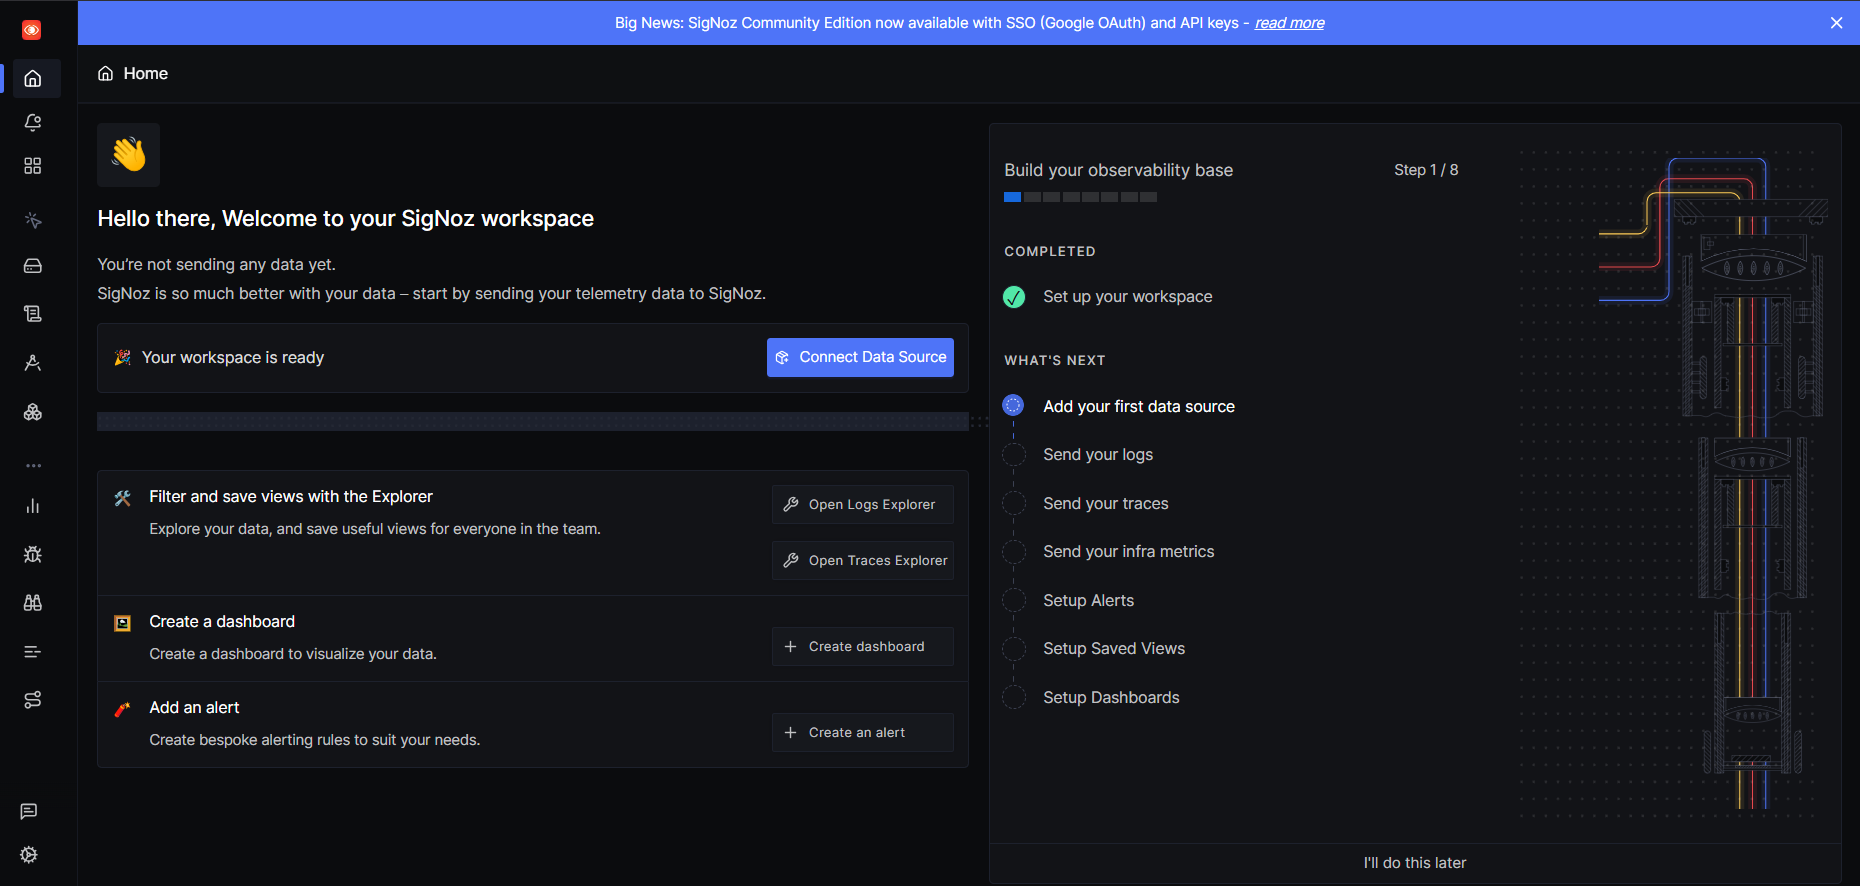 Big News: SigNoz Community Edition now available with SSO (Google OAuth) and API keys - read more
Home
Hello there, Welcome to your SigNoz workspace
You’re not sending any data yet.
SigNoz is so much better with your data – start by sending your telemetry data to SigNoz.
Your workspace is ready
Connect Data Source
Filter and save views with the Explorer
Explore your data, and save useful views for everyone in the team.
Open Logs Explorer
Open Traces Explorer
Create a dashboard
Create a dashboard to visualize your data.
Create dashboard
Add an alert
Create bespoke alerting rules to suit your needs.
Create an alert
Build your observability base
Step 1 / 8
COMPLETED
Set up your workspace
WHAT'S NEXT
Add your first data source
Send your logs
Send your traces
Send your infra metrics
Setup Alerts
Setup Saved Views
Setup Dashboards
I'll do this later